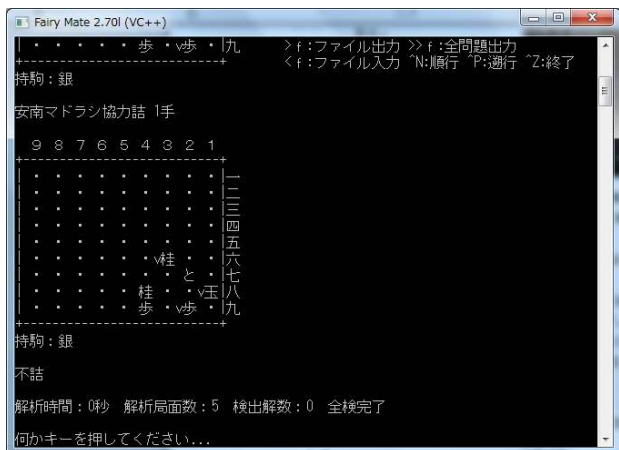 Fairy Mate 2.70l (VC++)
| ・ ・ ・ ・ ・ 歩 ・v歩 ・|九 >f:ファイル出力 >>f:全問題出力
+---------------------------+ <f:ファイル入力 ^N:順行 ^P:遡行 ^Z:終了
持駒:銀
安南マドラシ協力詰 1手
9 8 7 6 5 4 3 2 1
+---------------------------+
| ・ ・ ・ ・ ・ ・ ・ ・ ・|一
| ・ ・ ・ ・ ・ ・ ・ ・ ・|二
| ・ ・ ・ ・ ・ ・ ・ ・ ・|三
| ・ ・ ・ ・ ・ ・ ・ ・ ・|四
| ・ ・ ・ ・ ・ ・ ・ ・ ・|五
| ・ ・ ・ ・ ・ ・v桂 ・ ・|六
| ・ ・ ・ ・ ・ ・ ・ と ・|七
| ・ ・ ・ ・ ・ 桂 ・ ・v玉|八
| ・ ・ ・ ・ ・ 歩 ・v歩 ・|九
+---------------------------+
持駒:銀
不詰
解析時間:0秒 解析局面数:5 検出解数:0 全検完了
何かキーを押してください...